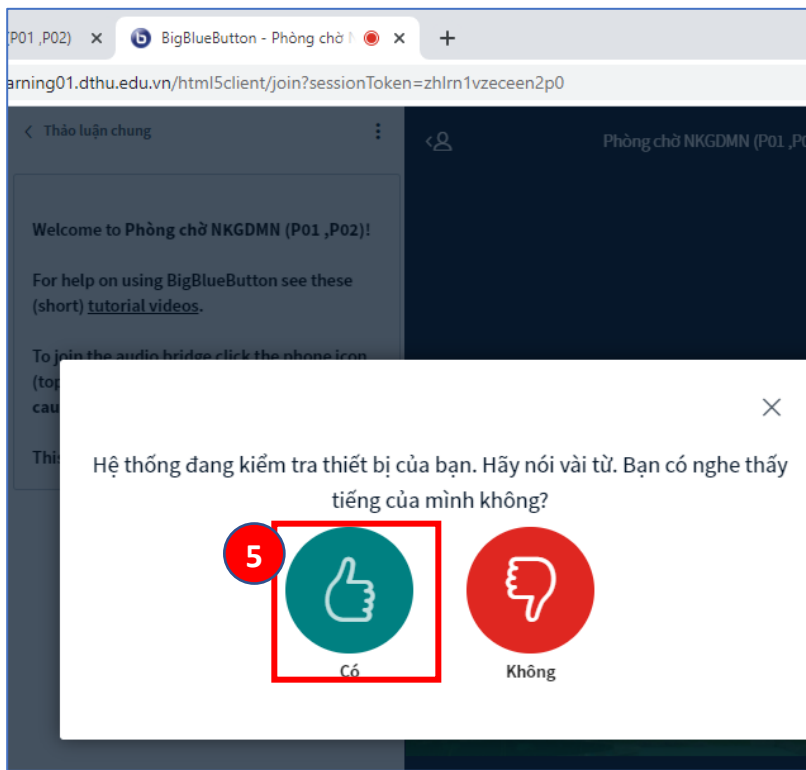 P01 ,P02)
BigBlueButton - Phòng chờ
arning01.dthu.edu.vn/html5client/join?sessionToken=zhlrn1vzeceen2p0
Thảo luận chung
Phòng chờ NKGDMN (P01 ,P0
Welcome to Phòng chờ NKGDMN (P01 ,P02)!
For help on using BigBlueButton see these
(short) tutorial videos.
To join the audio bridge click the phone icon
(top
cau
This
Hệ thống đang kiểm tra thiết bị của bạn. Hãy nói vài từ. Bạn có nghe thấy
tiếng của mình không?
5
Có
Không